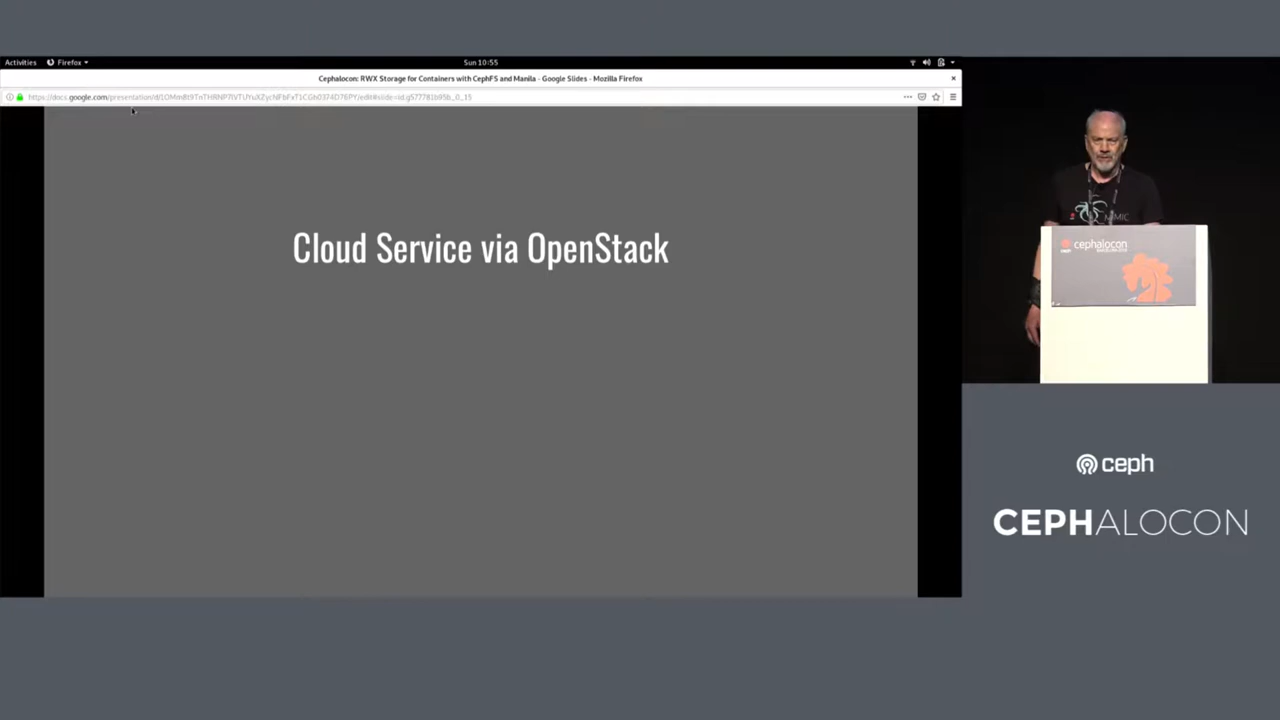 Activities
Firefox
Sun 10:55
Cephalocon: RWX Storage for Containers with CephFS and Manila - Google Slides - Mozilla Firefox
Cloud Service via OpenStack
MIMIC
cephalocon
ceph
CEPHALOCON